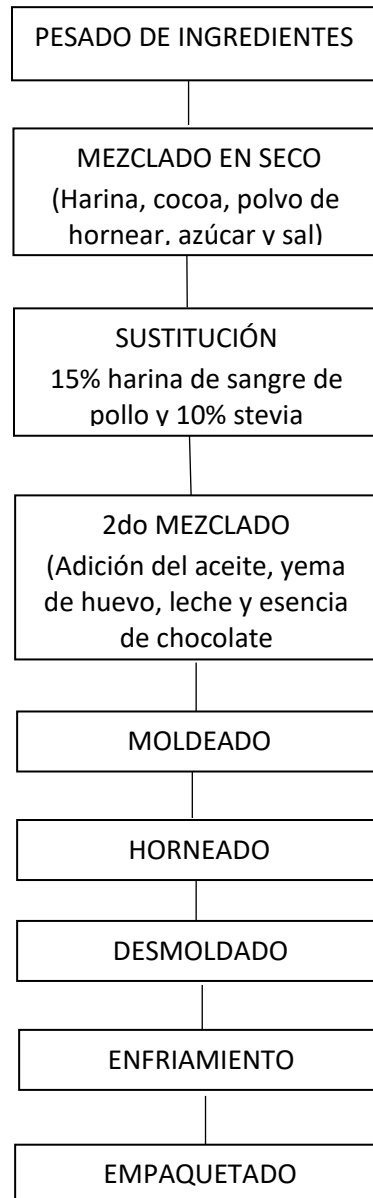 PESADO DE INGREDIENTES
MEZCLADO EN SECO
(Harina, cocoa, polvo de
hornear, azúcar y sal)
SUSTITUCIÓN
15% harina de sangre de
pollo y 10% stevia
2do MEZCLADO
(Adición del aceite, yema
de huevo, leche y esencia
de chocolate
MOLDEADO
HORNEADO
DESMOLDADO
ENFRIAMIENTO
EMPAQUETADO